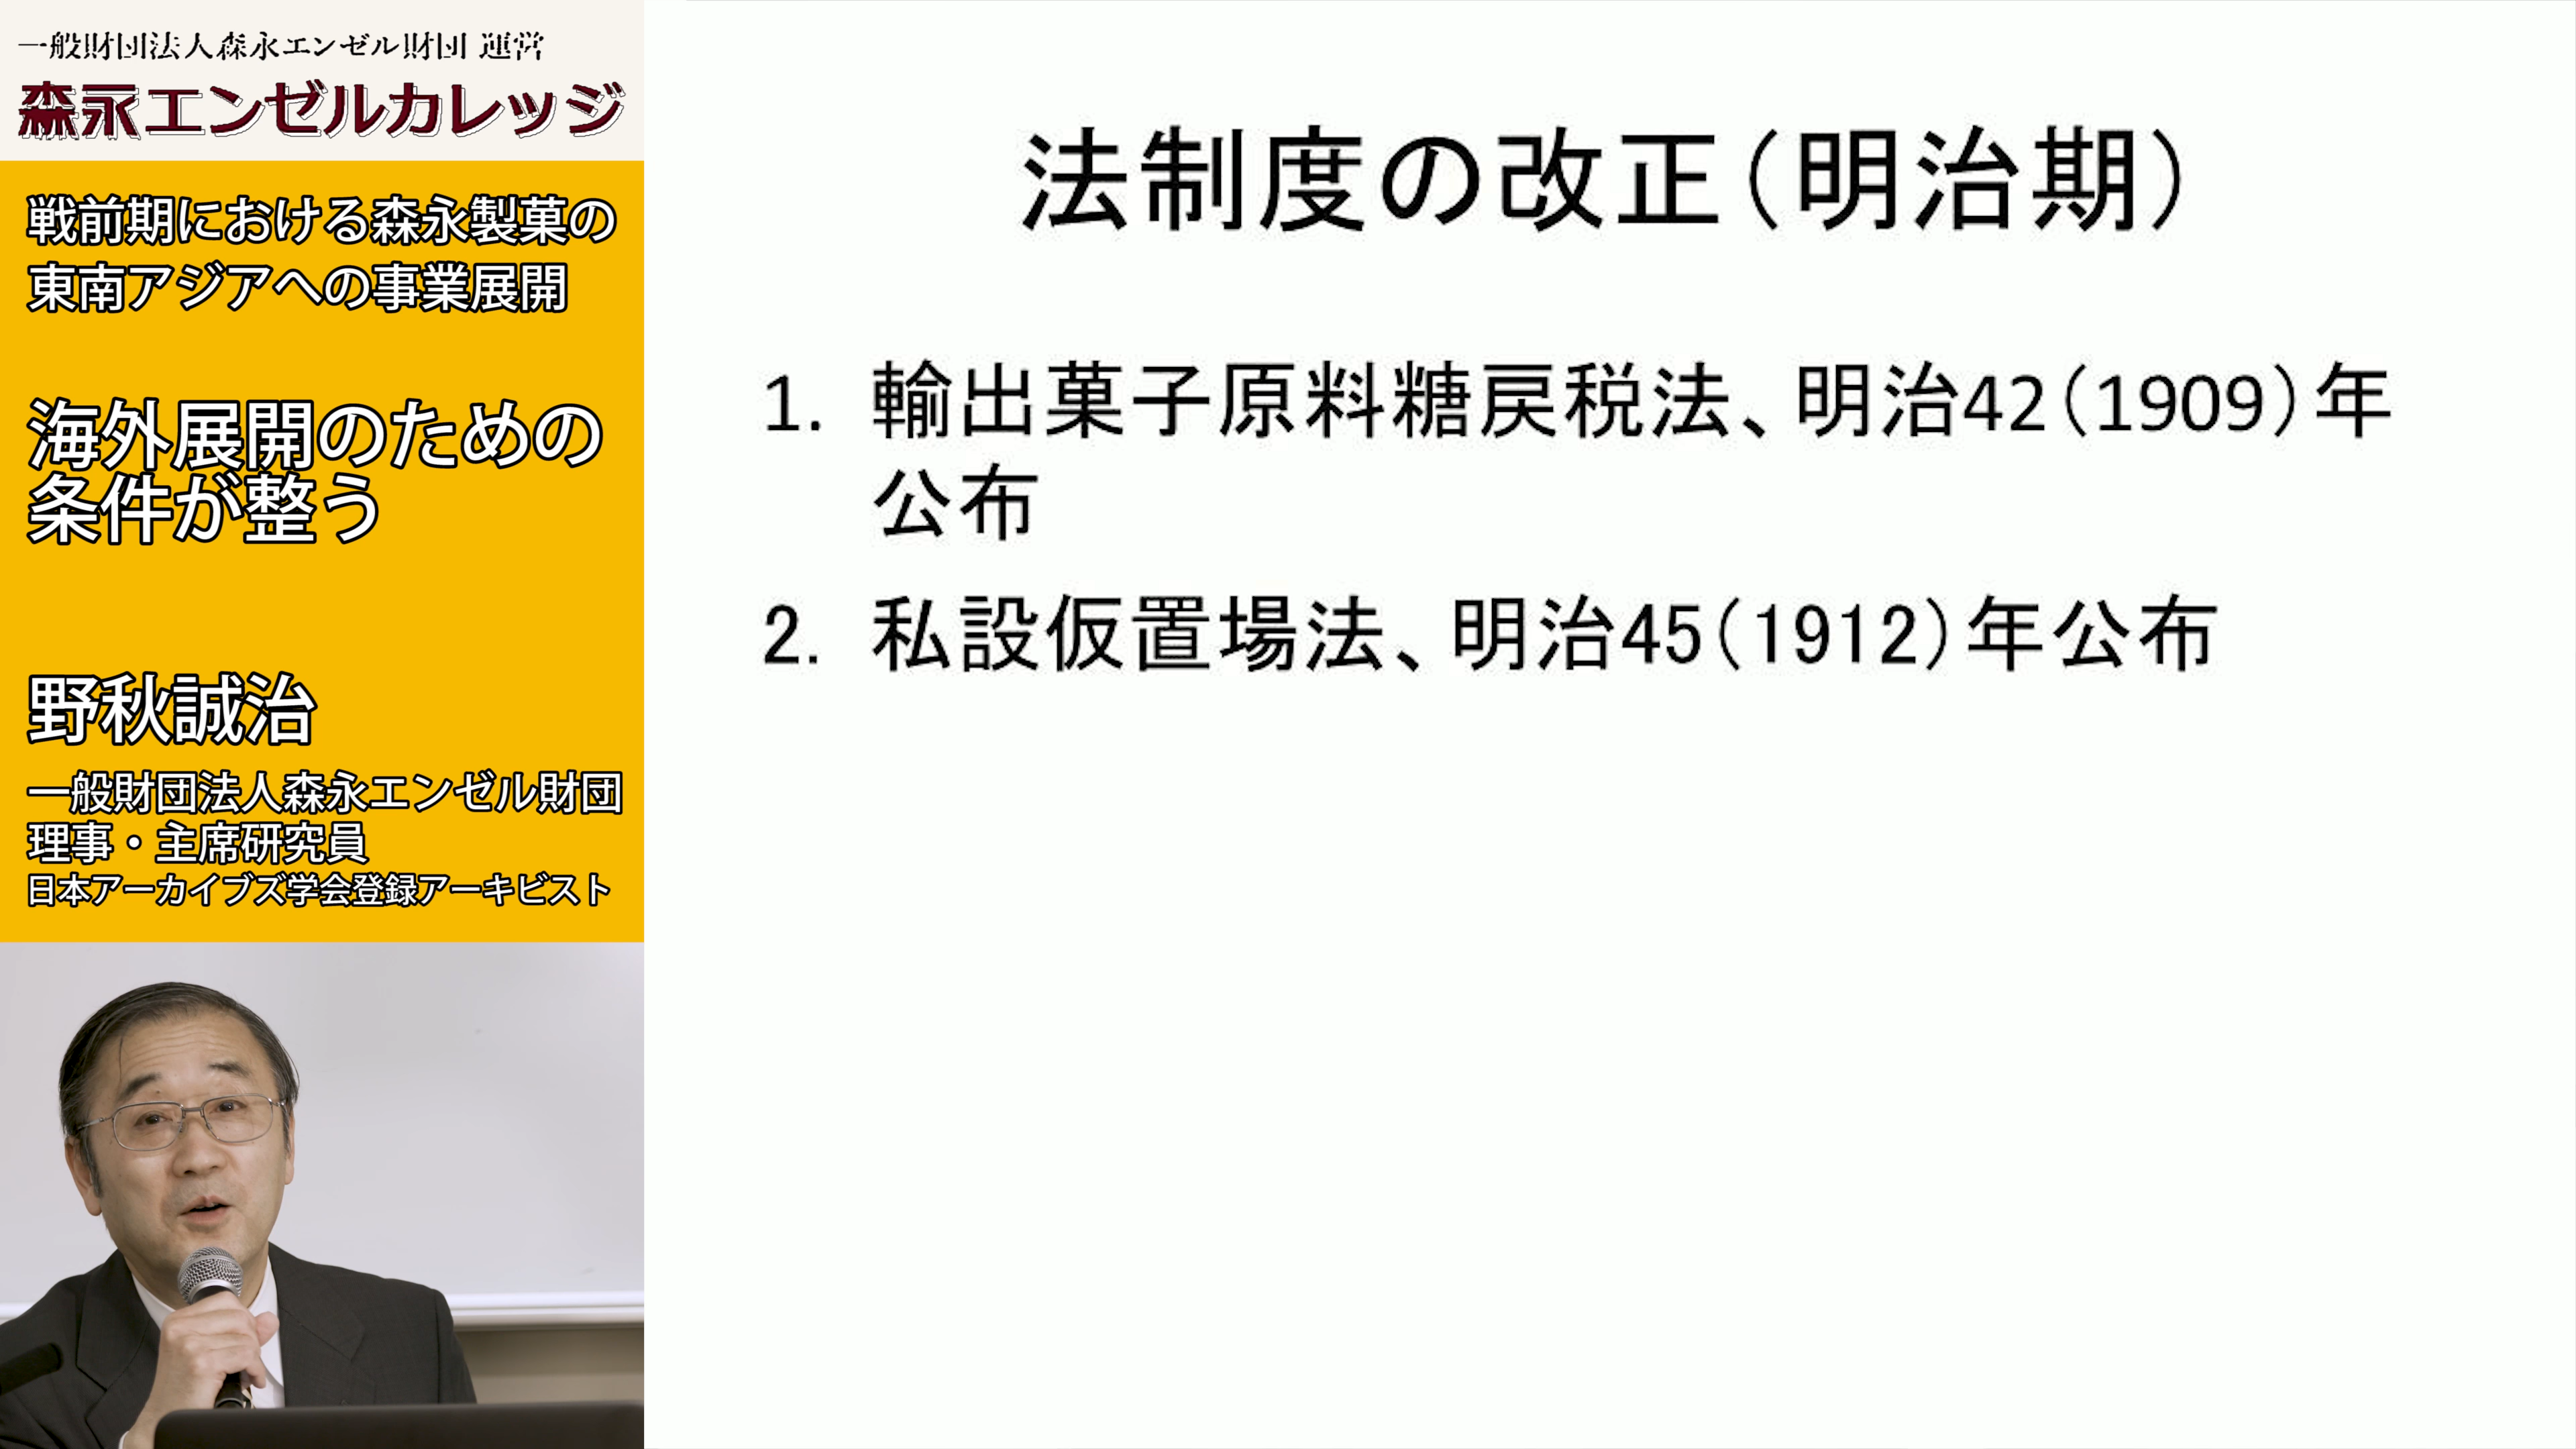 一般財団法人森永エンゼル財団 運営
森永エンゼルカレッジ
戦前期における森永製菓の
東南アジアへの事業展開
海外展開のための
条件が整う
野秋誠治
一般財団法人森永エンゼル財団
理事・主席研究員
日本アーカイブズ学会登録アーキビスト
法制度の改正（明治期）
1. 輸出菓子原料糖戻税法、明治42（1909）年
公布
2. 私設仮置場法、明治45（1912）年公布